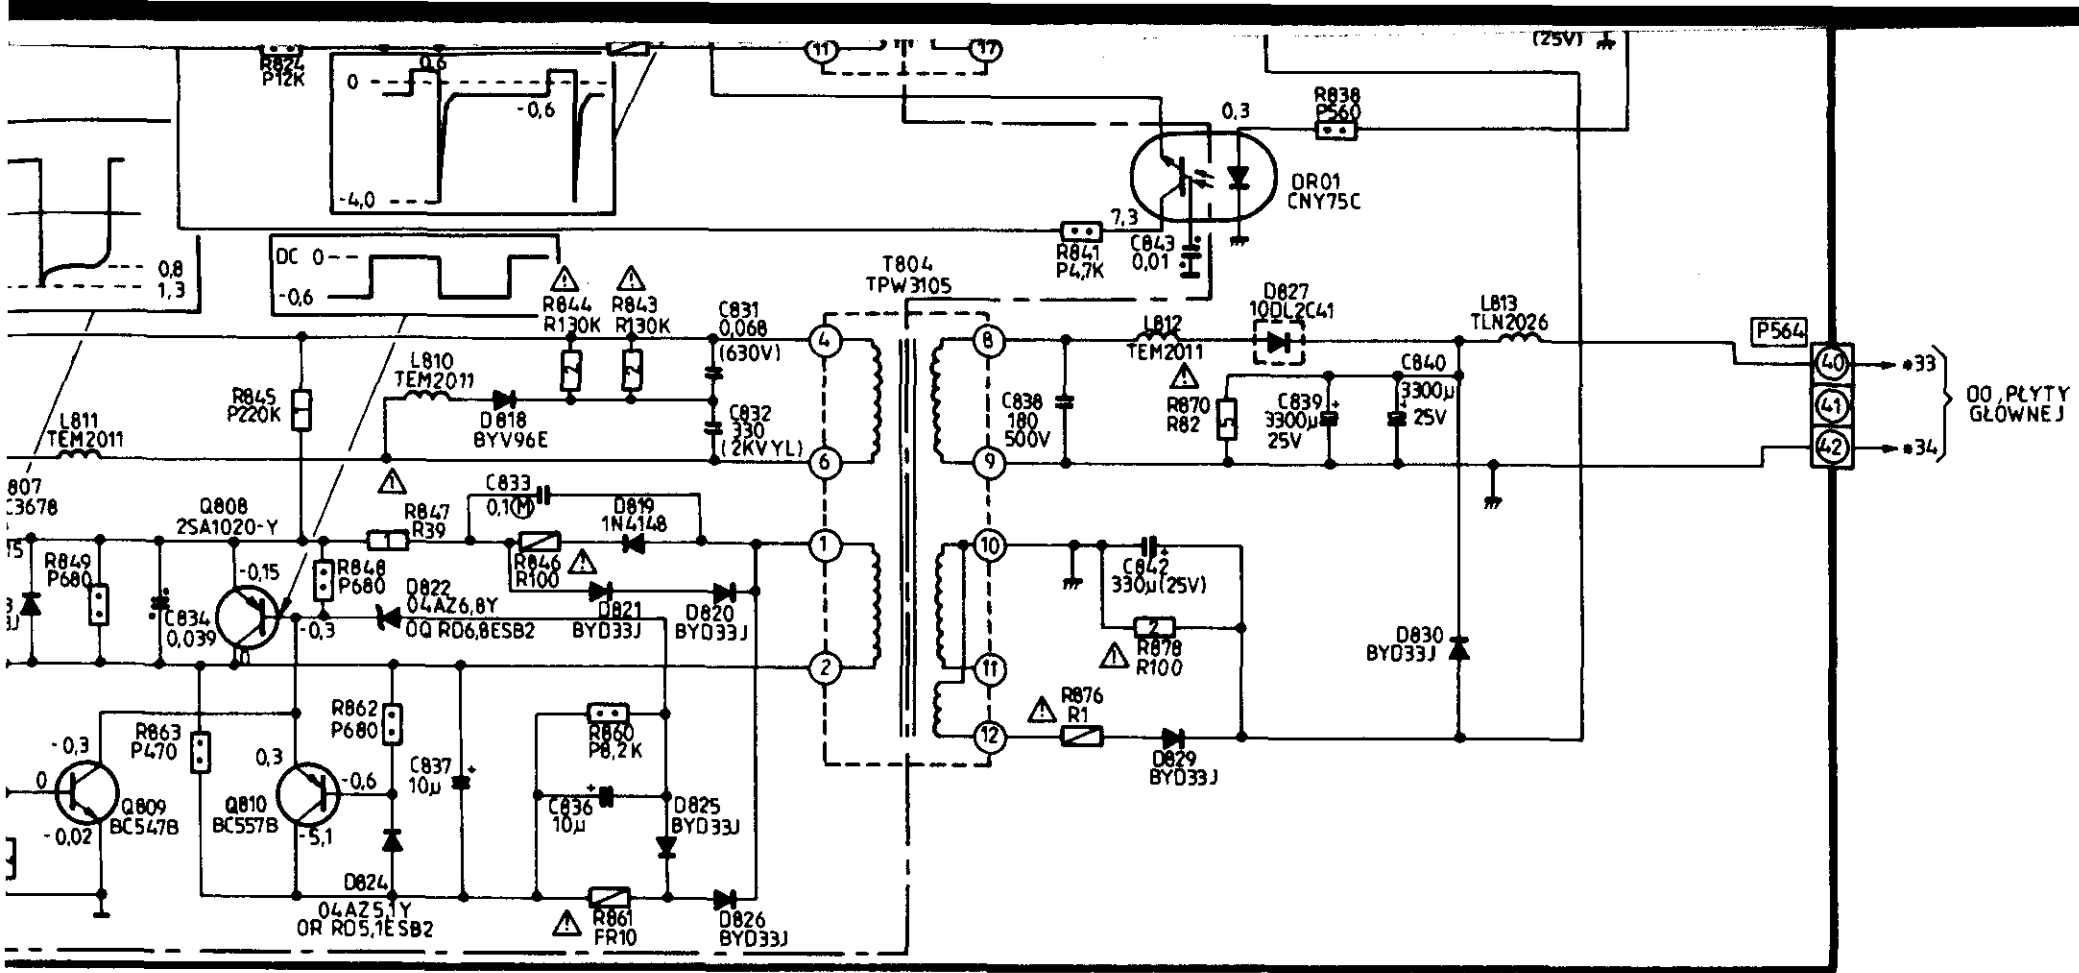 R824
P12K
0,6
0
-0,6
-4,0
11
17
(25V)
0,3
R838
P560
DR01
CNY75C
7,3
R841
P4,7K
C843
0,01
0,8
1,3
DC 0
-0,6
R844
R130K
R843
R130K
C831
0,068
(630V)
T804
TPW3105
4
8
L812
TEM2011
D827
10DL2C41
L813
TLN2026
P564
40
*33
41
42
*34
DO PŁYTY
GŁÓWNEJ
L810
TEM2011
R845
P220K
D818
BYV96E
C832
330
(2KV YL)
C838
180
500V
R870
R82
5
C839
3300µ
25V
C840
3300µ
25V
L811
TEM2011
6
9
807
C3678
Q808
2SA1020-Y
R847
R39
1
C833
0,1 M
D819
1N4148
1
10
R849
P680
-0,15
R848
P680
R846
R100
C842
330µ(25V)
C834
0,039
-0,3
0
D822
04AZ6,8Y
OQ RD6,8ESB2
D821
BYD33J
D820
BYD33J
2
R878
R100
D830
BYD33J
2
11
R876
R1
12
D829
BYD33J
-0,3
0
-0,02
Q809
BC547B
R863
P470
0,3
-0,6
-5,1
Q810
BC557B
R862
P680
C837
10µ
R860
P8,2K
C836
10µ
D825
BYD33J
D824
04AZ5,1Y
OR RD5,1ESB2
R861
FR10
D826
BYD33J